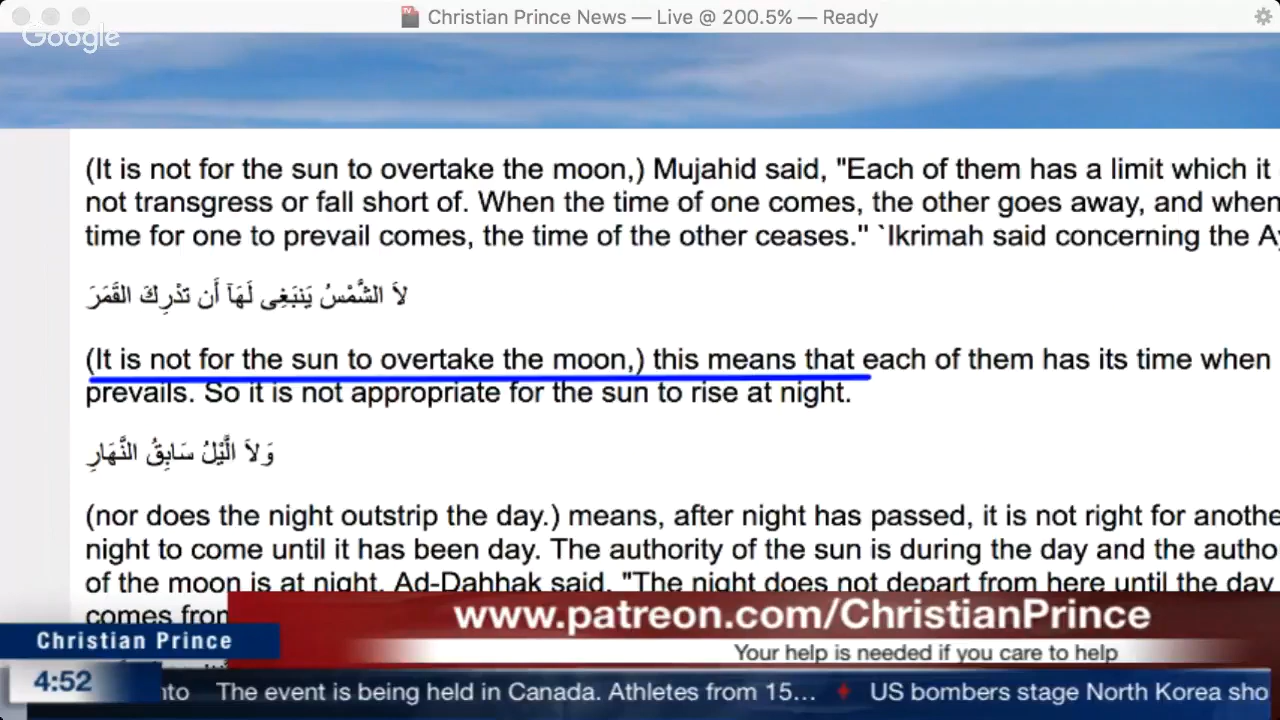 Christian Prince News — Live @ 200.5% — Ready
Google
(It is not for the sun to overtake the moon,) Mujahid said, "Each of them has a limit which it
not transgress or fall short of. When the time of one comes, the other goes away, and when
time for one to prevail comes, the time of the other ceases." `Ikrimah said concerning the
لاَ الشَّمْسُ يَنبَغِى لَهَآ أَن تدْرِكَ القَمَرَ
(It is not for the sun to overtake the moon,) this means that each of them has its time when
prevails. So it is not appropriate for the sun to rise at night.
وَلاَ الَّيْلُ سَابِقُ النَّهَارِ
(nor does the night outstrip the day.) means, after night has passed, it is not right for
night to come until it has been day. The authority of the sun is during the day and the
of the moon is at night. Ad-Dahhak said, "The night does not depart from here until the day
comes from
www.patreon.com/ChristianPrince
Christian Prince
Your help is needed if you care to help
4:52
The event is being held in Canada. Athletes from 15... US bombers stage North Korea